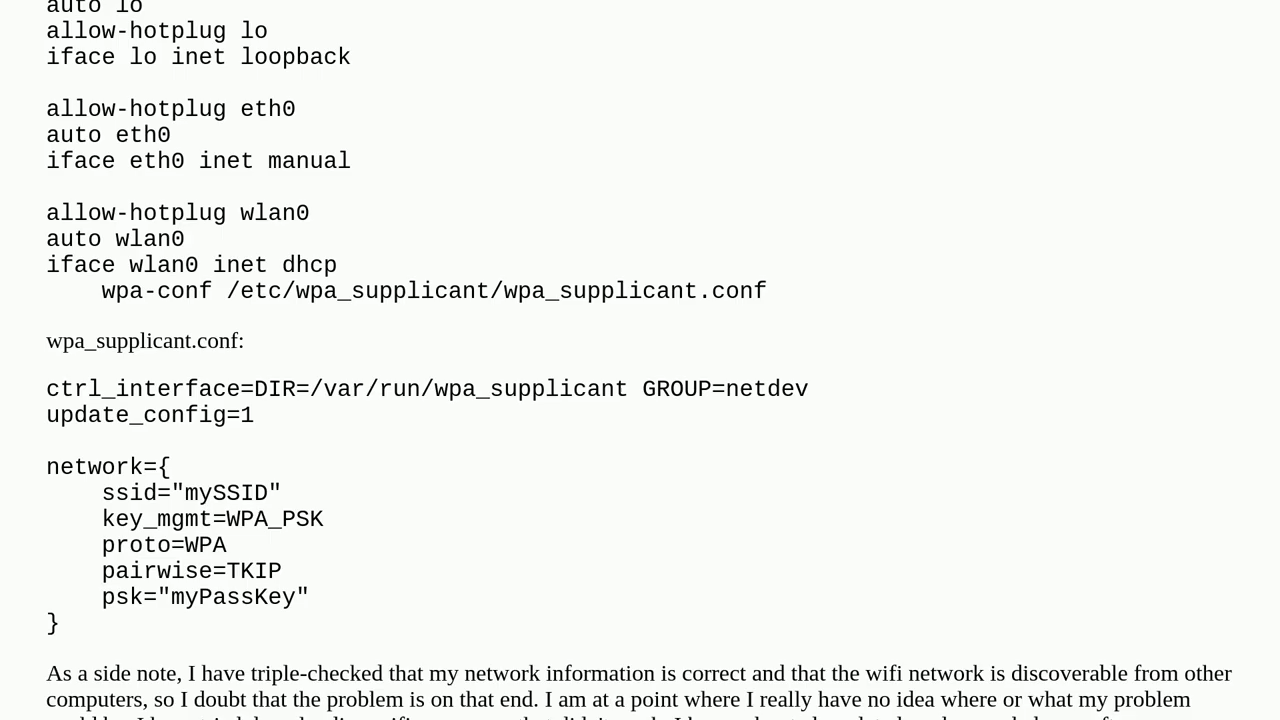 auto lo
allow-hotplug lo
iface lo inet loopback
allow-hotplug eth0
auto eth0
iface eth0 inet manual
allow-hotplug wlan0
auto wlan0
iface wlan0 inet dhcp
    wpa-conf /etc/wpa_supplicant/wpa_supplicant.conf
wpa_supplicant.conf:
ctrl_interface=DIR=/var/run/wpa_supplicant GROUP=netdev
update_config=1
network={
    ssid="mySSID"
    key_mgmt=WPA_PSK
    proto=WPA
    pairwise=TKIP
    psk="myPassKey"
}
As a side note, I have triple-checked that my network information is correct and that the wifi network is discoverable from other
computers, so I doubt that the problem is on that end. I am at a point where I really have no idea where or what my problem